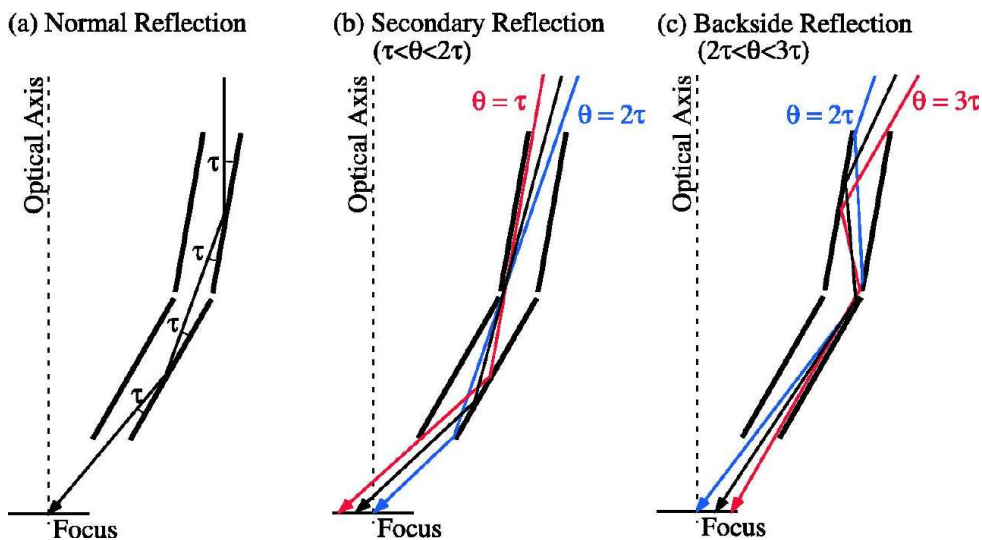 (a) Normal Reflection
Optical Axis
τ
τ
τ
τ
Focus
(b) Secondary Reflection
(τ<θ<2τ)
Optical Axis
θ = τ
θ = 2τ
Focus
(c) Backside Reflection
(2τ<θ<3τ)
Optical Axis
θ = 2τ
θ = 3τ
Focus